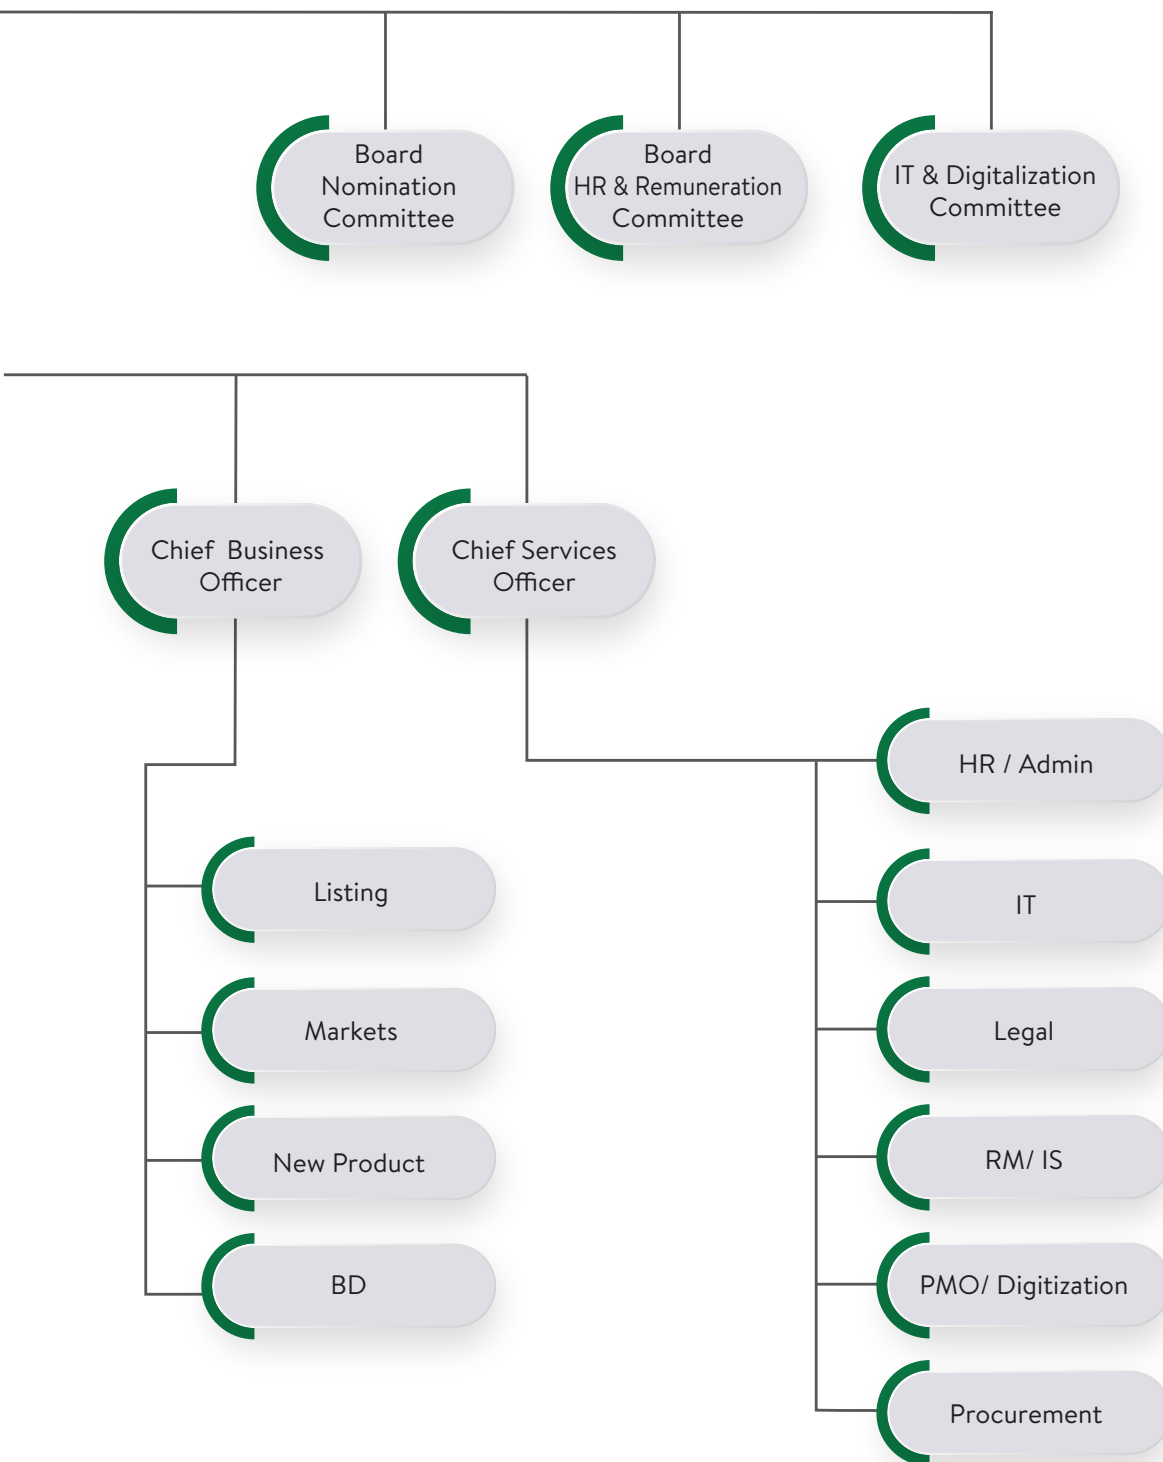 Board
Nomination
Committee
Board
HR & Remuneration
Committee
IT & Digitalization
Committee
Chief Business
Officer
Chief Services
Officer
Listing
Markets
New Product
BD
HR / Admin
IT
Legal
RM/ IS
PMO/ Digitization
Procurement